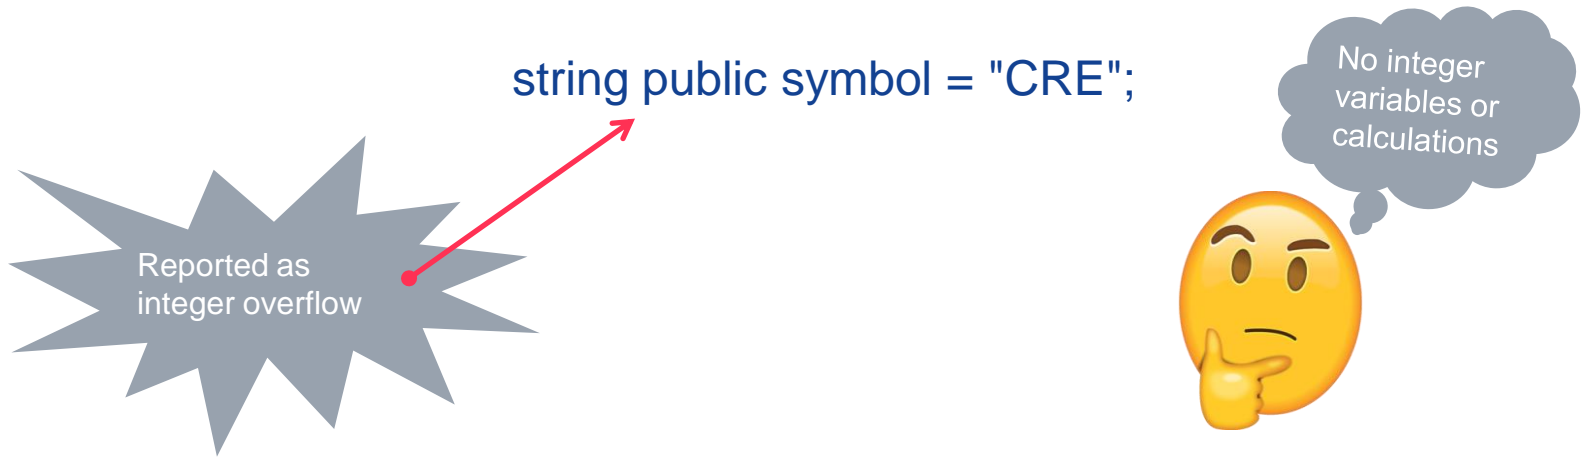 string public symbol = "CRE";
No integer
variables or
calculations
Reported as
integer overflow